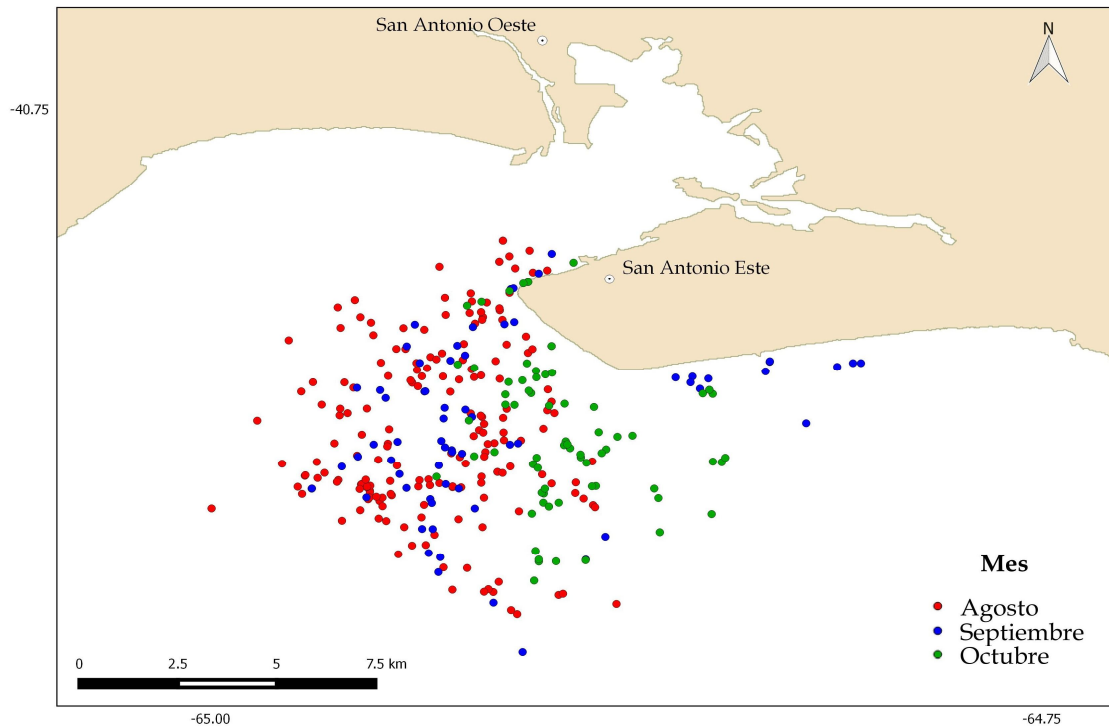 San Antonio Oeste
N
-40.75
San Antonio Este
Mes
Agosto
Septiembre
Octubre
0 2.5 5 7.5 km
-65.00 -64.75